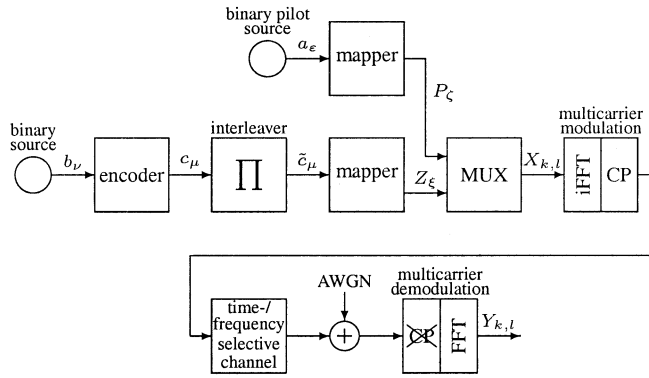 binary pilot
source
a_ε
mapper
P_ζ
binary
source
b_ν
encoder
c_μ
interleaver
∏
c̃_μ
mapper
Z_ξ
MUX
X_{k,l}
multicarrier
modulation
iFFT
CP
time-/
frequency
selective
channel
AWGN
+
multicarrier
demodulation
CP
FFT
Y_{k,l}